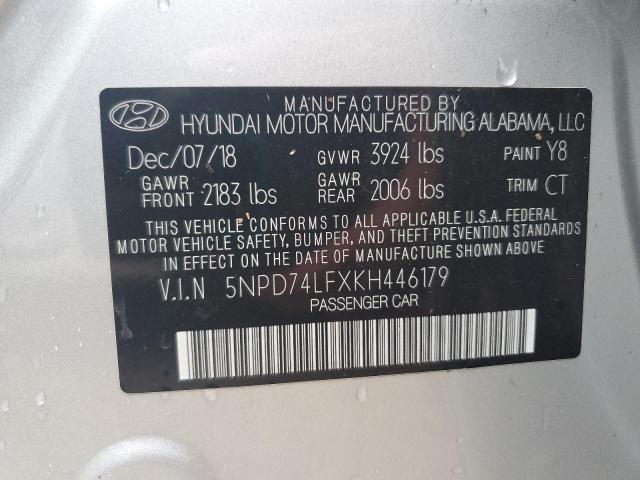 MANUFACTURED BY
HYUNDAI MOTOR MANUFACTURING ALABAMA, LLC
Dec/07/18 GVWR 3924 lbs PAINT Y8
GAWR FRONT 2183 lbs GAWR REAR 2006 lbs TRIM CT
THIS VEHICLE CONFORMS TO ALL APPLICABLE U.S.A. FEDERAL
MOTOR VEHICLE SAFETY, BUMPER, AND THEFT PREVENTION STANDARDS
IN EFFECT ON THE DATE OF MANUFACTURE SHOWN ABOVE
V.I.N 5NPD74LFXKH446179
PASSENGER CAR